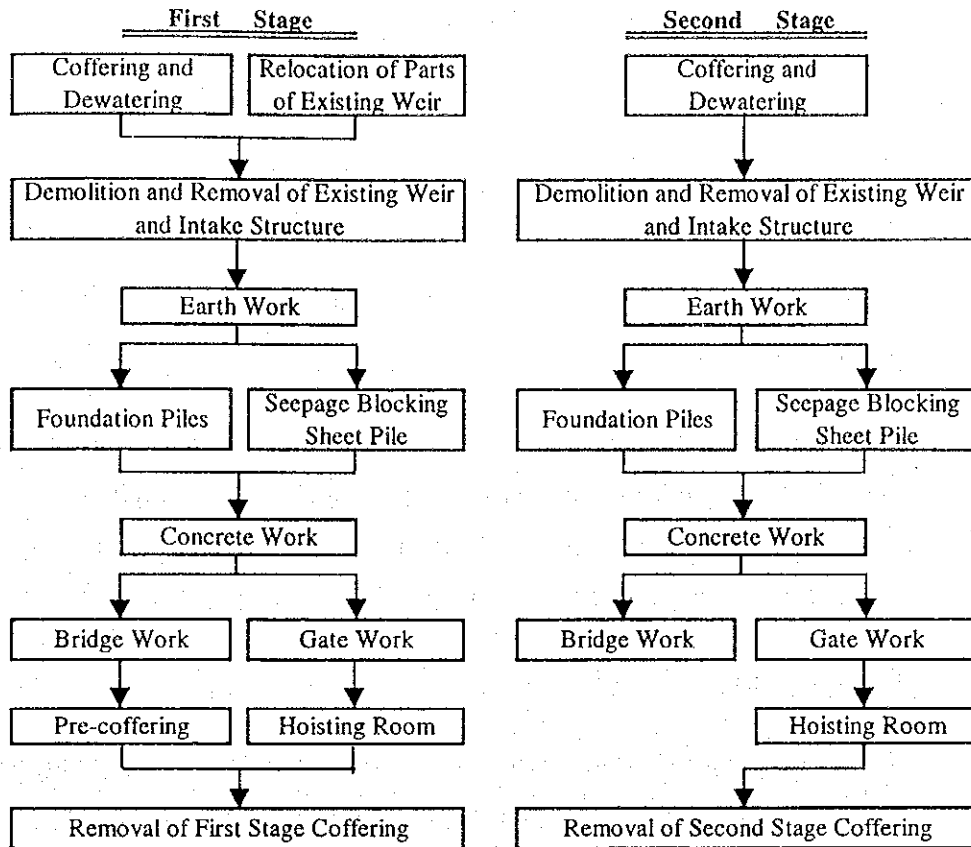 First Stage
Coffering and
Dewatering
Relocation of Parts
of Existing Weir
Demolition and Removal of Existing Weir
and Intake Structure
Earth Work
Foundation Piles
Seepage Blocking
Sheet Pile
Concrete Work
Bridge Work
Gate Work
Pre-coffering
Hoisting Room
Removal of First Stage Coffering
Second Stage
Coffering and
Dewatering
Demolition and Removal of Existing Weir
and Intake Structure
Earth Work
Foundation Piles
Seepage Blocking
Sheet Pile
Concrete Work
Bridge Work
Gate Work
Hoisting Room
Removal of Second Stage Coffering